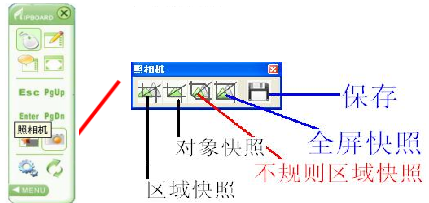 KIPBOARD
Esc PgUp
Enter PgDn
照相机
MENU
照相机
保存
全屏快照
对象快照
不规则区域快照
区域快照